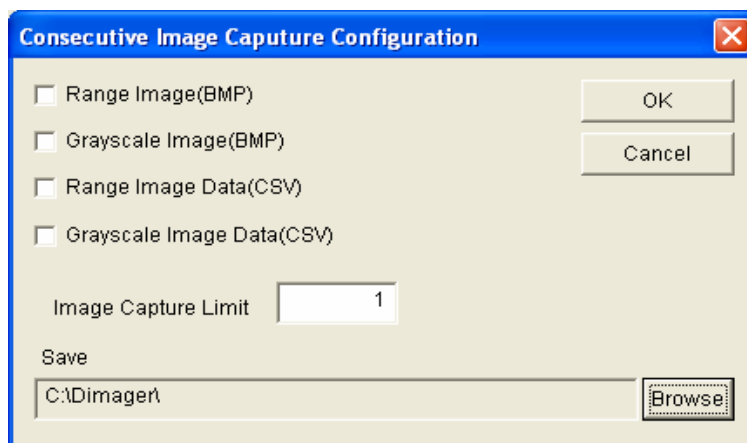 Consecutive Image Caputure Configuration
Range Image(BMP)
OK
Grayscale Image(BMP)
Cancel
Range Image Data(CSV)
Grayscale Image Data(CSV)
Image Capture Limit 1
Save
C:\Dimager\ Browse